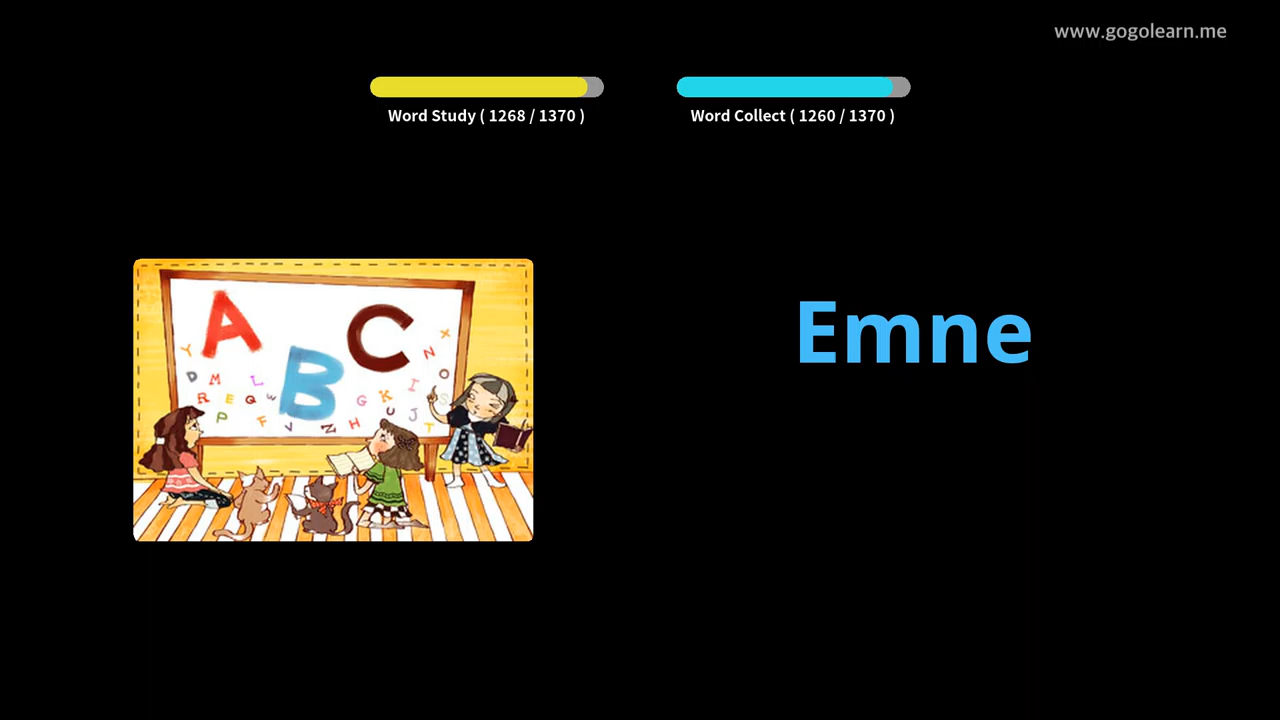 www.gogolearn.me
Word Study ( 1268 / 1370 )
Word Collect ( 1260 / 1370 )
Emne
A
C
B
X
Y
N
D M L I O
R E Q W G K S
P F V Z H U J T